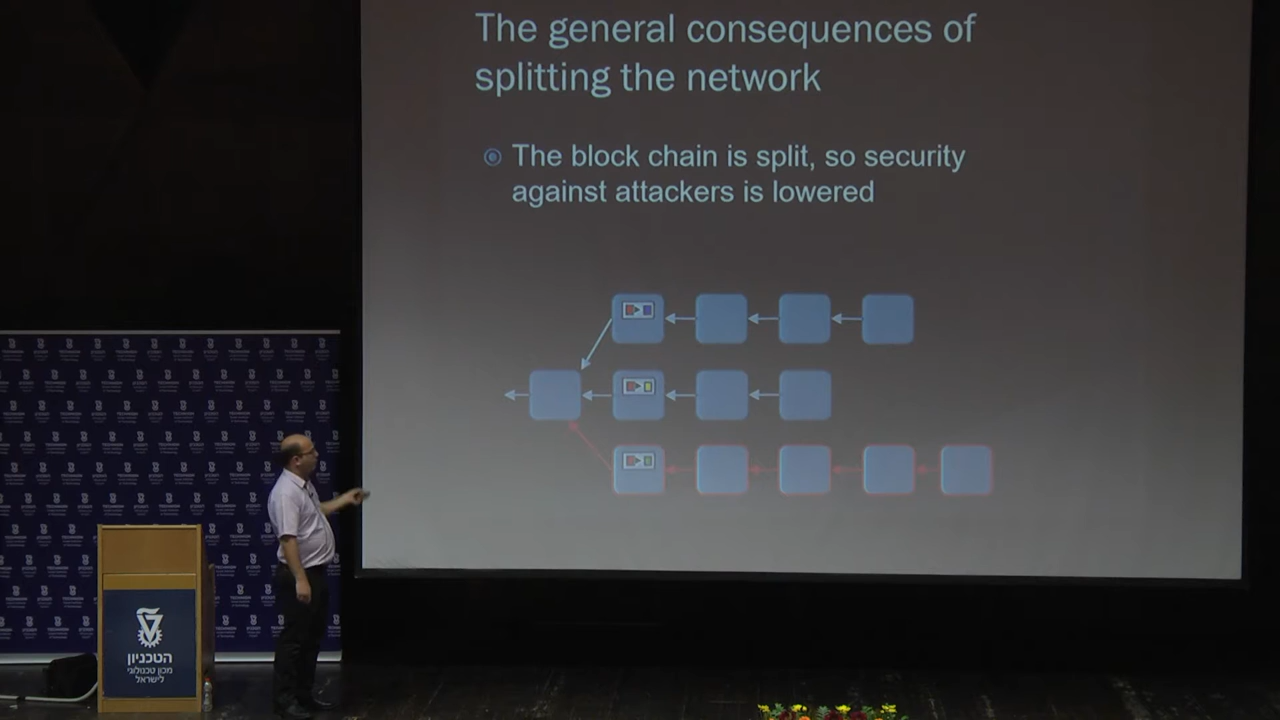 The general consequences of
splitting the network
The block chain is split, so security
against attackers is lowered
הטכניון
מכון טכנולוגי
לישראל